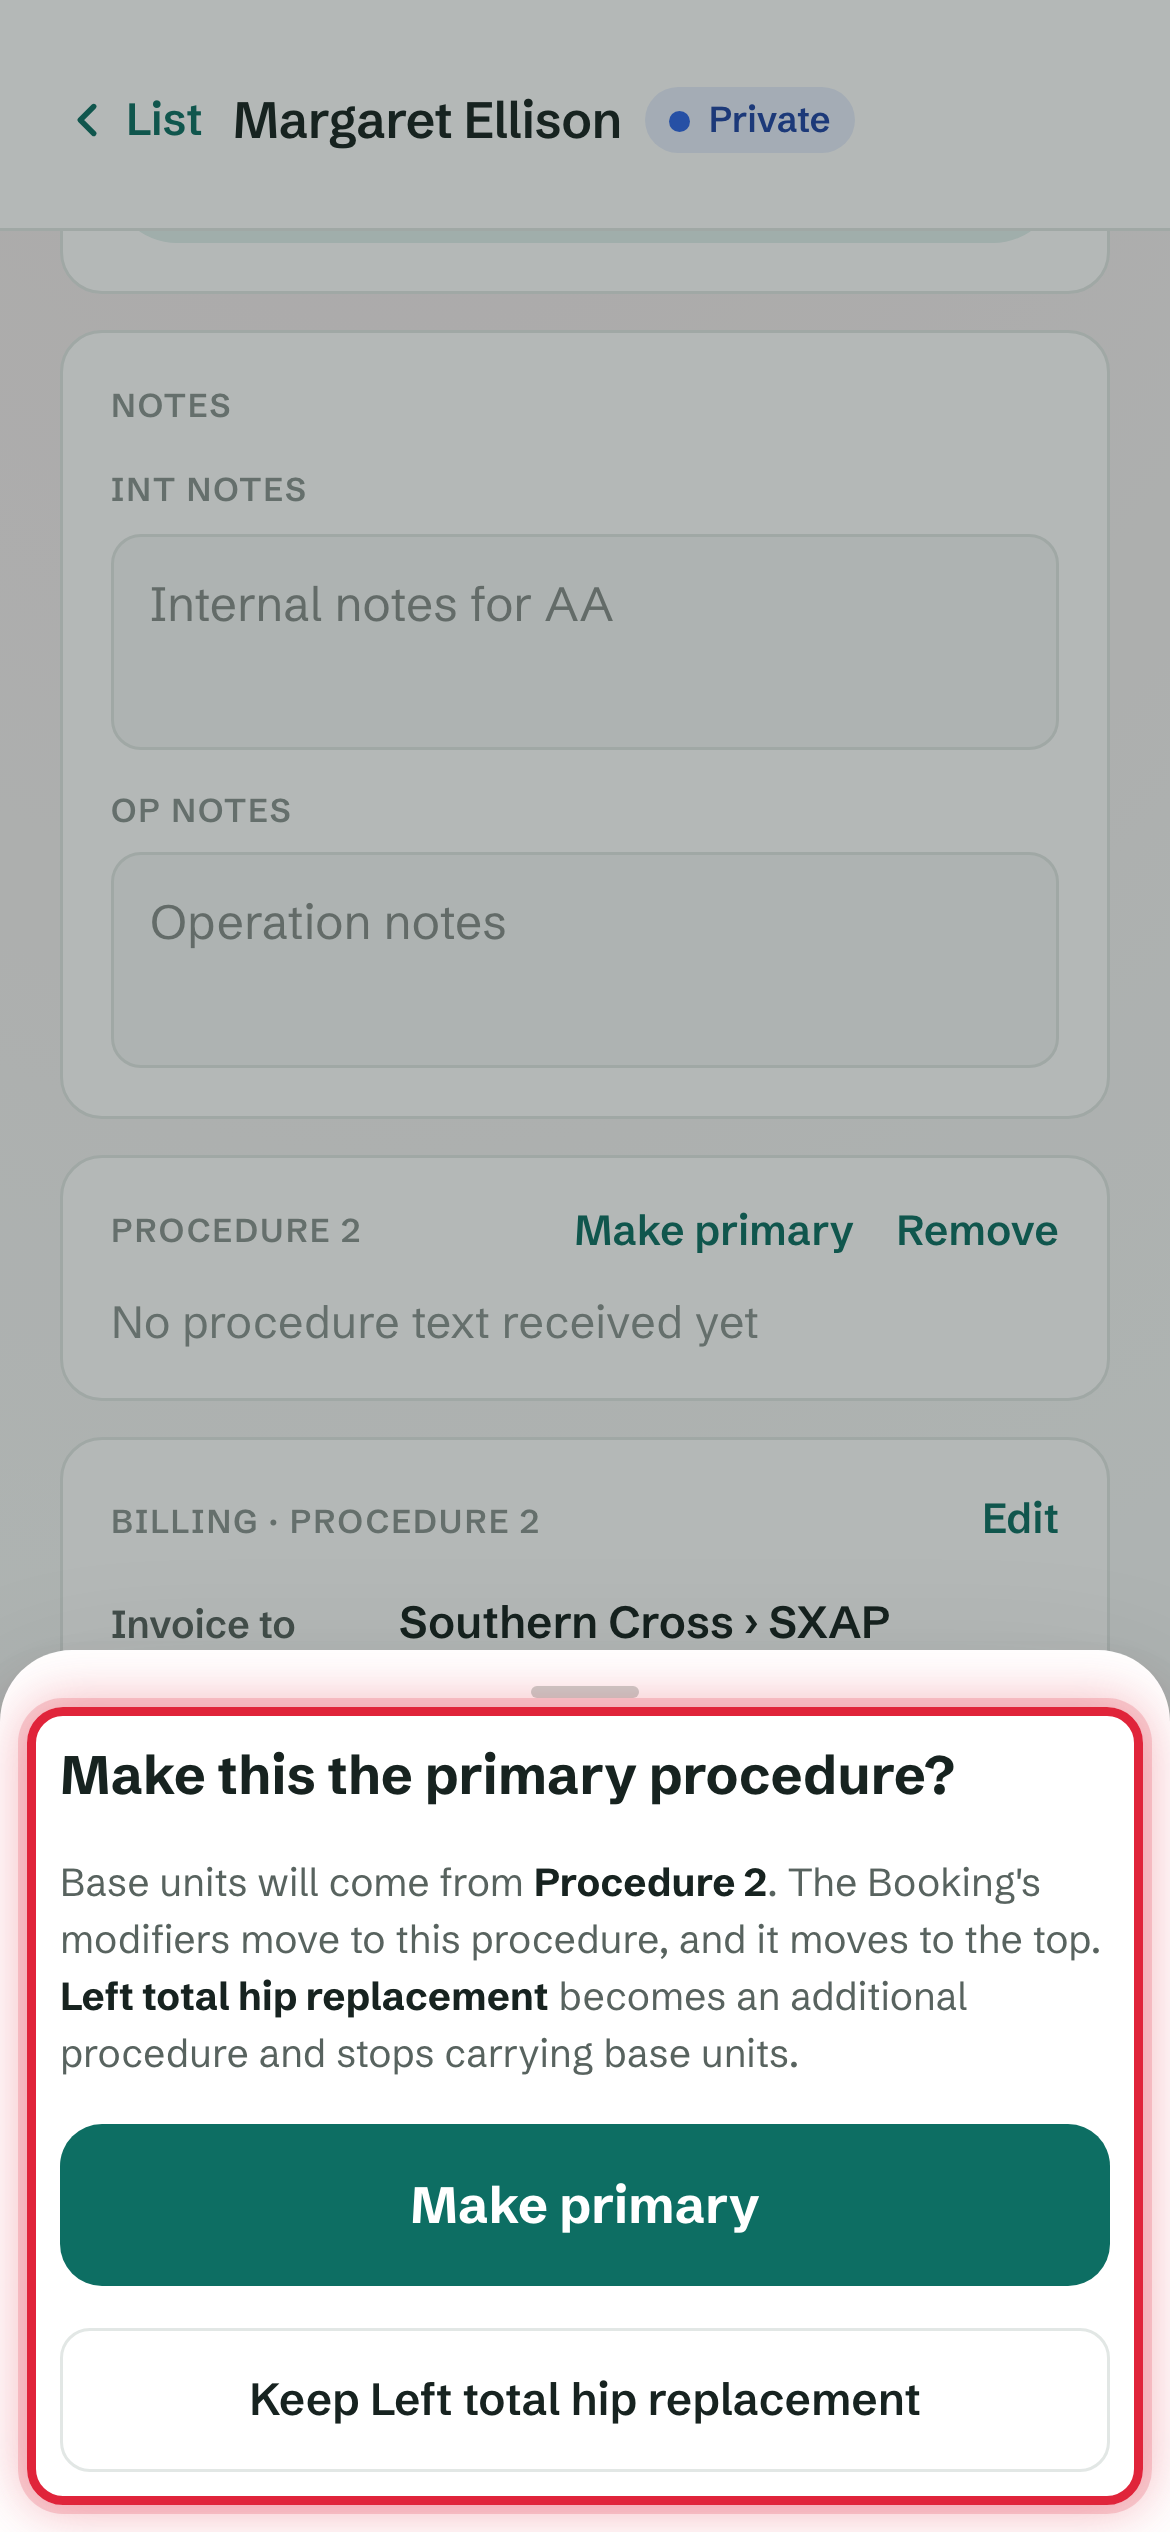 List Margaret Ellison Private
NOTES
INT NOTES
Internal notes for AA
OP NOTES
Operation notes
PROCEDURE 2 Make primary Remove
No procedure text received yet
BILLING · PROCEDURE 2 Edit
Invoice to Southern Cross › SXAP
Make this the primary procedure?
Base units will come from Procedure 2. The Booking's
modifiers move to this procedure, and it moves to the top.
Left total hip replacement becomes an additional
procedure and stops carrying base units.
Make primary
Keep Left total hip replacement